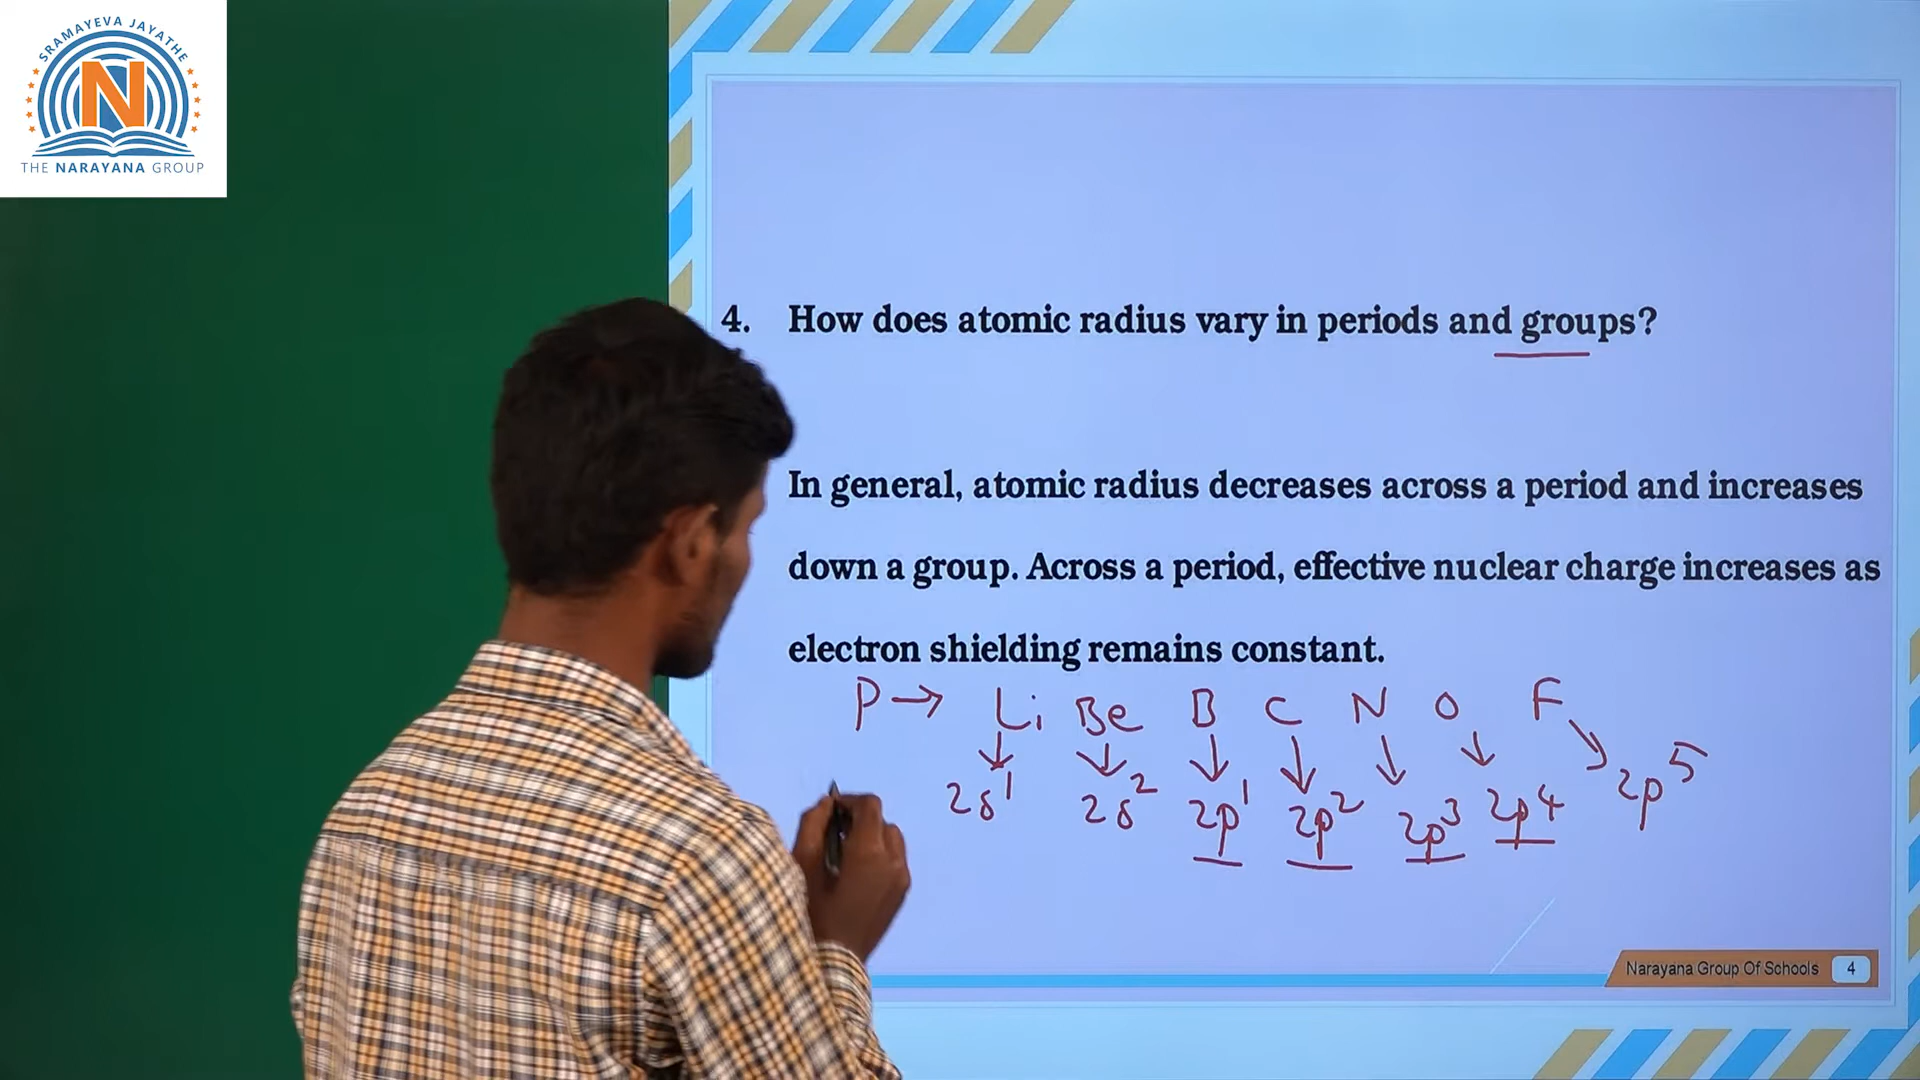 SRAMAYEVA JAYATHE
N
THE NARAYANA GROUP
4. How does atomic radius vary in periods and groups?
In general, atomic radius decreases across a period and increases
down a group. Across a period, effective nuclear charge increases as
electron shielding remains constant.
P → Li Be B C N O F
2s¹ 2s² 2p¹ 2p² 2p³ 2p⁴ 2p⁵
Narayana Group Of Schools 4